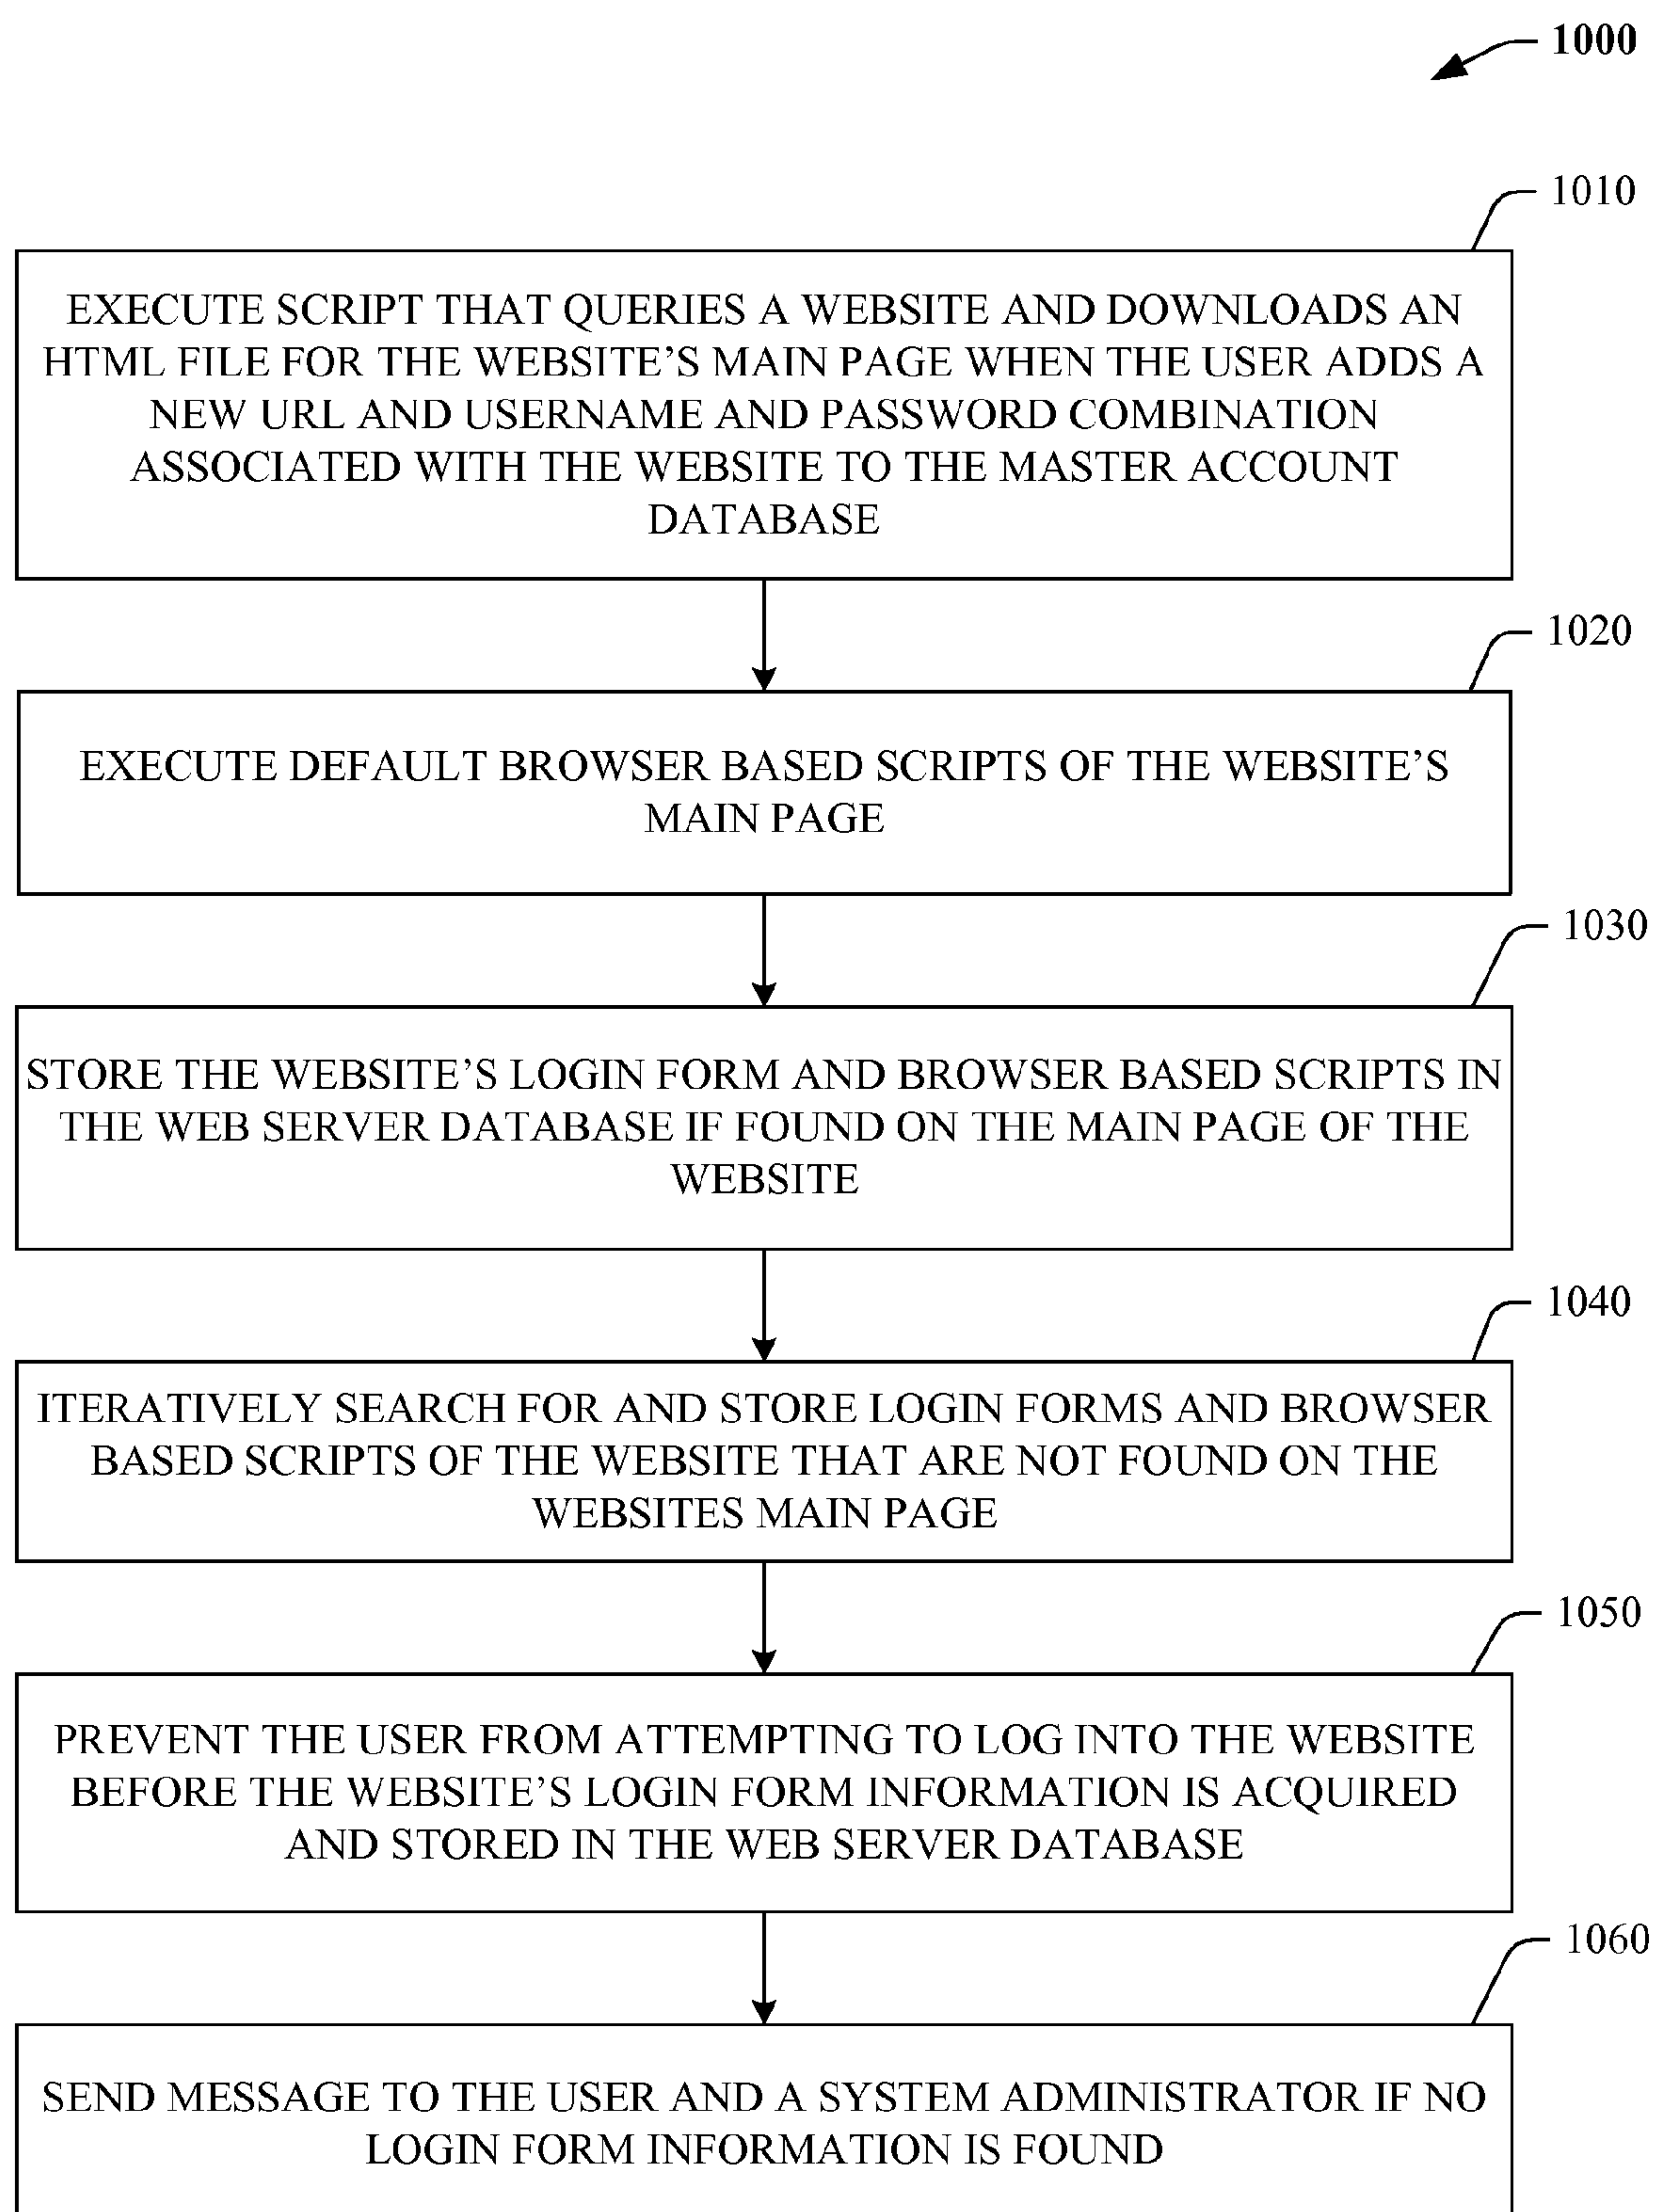 1000
1010
EXECUTE SCRIPT THAT QUERIES A WEBSITE AND DOWNLOADS AN
HTML FILE FOR THE WEBSITE’S MAIN PAGE WHEN THE USER ADDS A
NEW URL AND USERNAME AND PASSWORD COMBINATION
ASSOCIATED WITH THE WEBSITE TO THE MASTER ACCOUNT
DATABASE
1020
EXECUTE DEFAULT BROWSER BASED SCRIPTS OF THE WEBSITE’S
MAIN PAGE
1030
STORE THE WEBSITE’S LOGIN FORM AND BROWSER BASED SCRIPTS IN
THE WEB SERVER DATABASE IF FOUND ON THE MAIN PAGE OF THE
WEBSITE
1040
ITERATIVELY SEARCH FOR AND STORE LOGIN FORMS AND BROWSER
BASED SCRIPTS OF THE WEBSITE THAT ARE NOT FOUND ON THE
WEBSITES MAIN PAGE
1050
PREVENT THE USER FROM ATTEMPTING TO LOG INTO THE WEBSITE
BEFORE THE WEBSITE’S LOGIN FORM INFORMATION IS ACQUIRED
AND STORED IN THE WEB SERVER DATABASE
1060
SEND MESSAGE TO THE USER AND A SYSTEM ADMINISTRATOR IF NO
LOGIN FORM INFORMATION IS FOUND